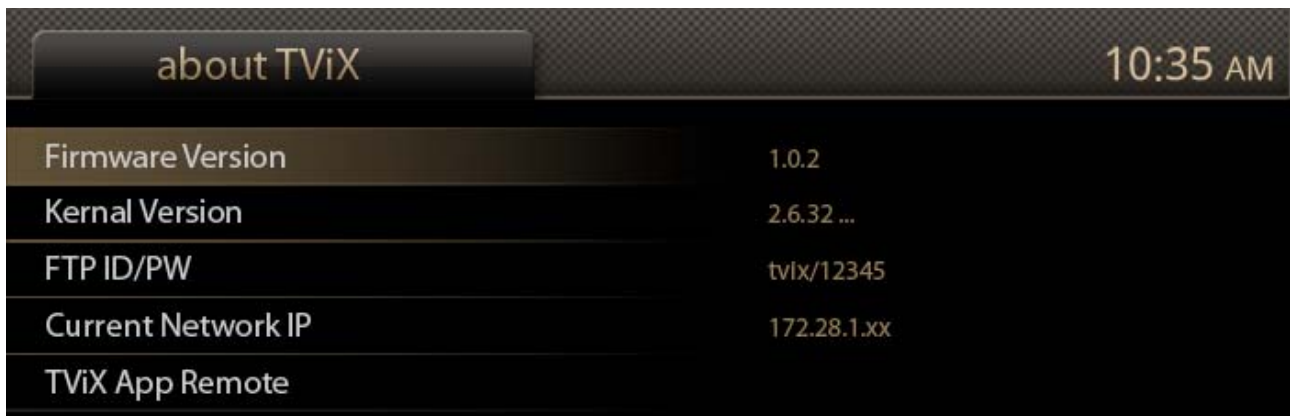 about TViX
10:35 AM
Firmware Version 1.0.2
Kernal Version 2.6.32 ...
FTP ID/PW tvix/12345
Current Network IP 172.28.1.xx
TViX App Remote